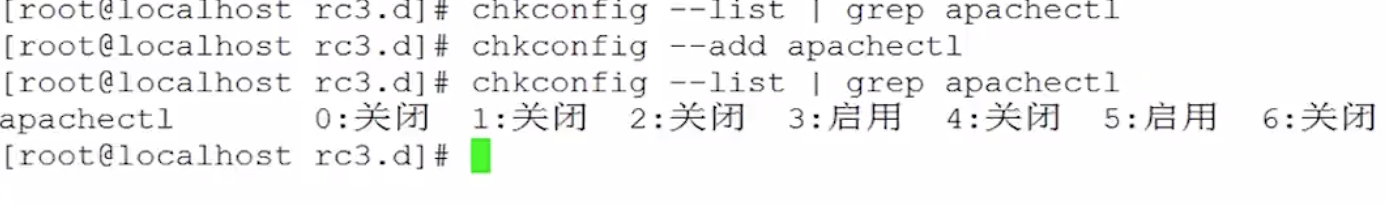 [root@localhost rc3.d]# chkconfig --list | grep apachectl
[root@localhost rc3.d]# chkconfig --add apachectl
[root@localhost rc3.d]# chkconfig --list | grep apachectl
apachectl 0:关闭 1:关闭 2:关闭 3:启用 4:关闭 5:启用 6:关闭
[root@localhost rc3.d]#